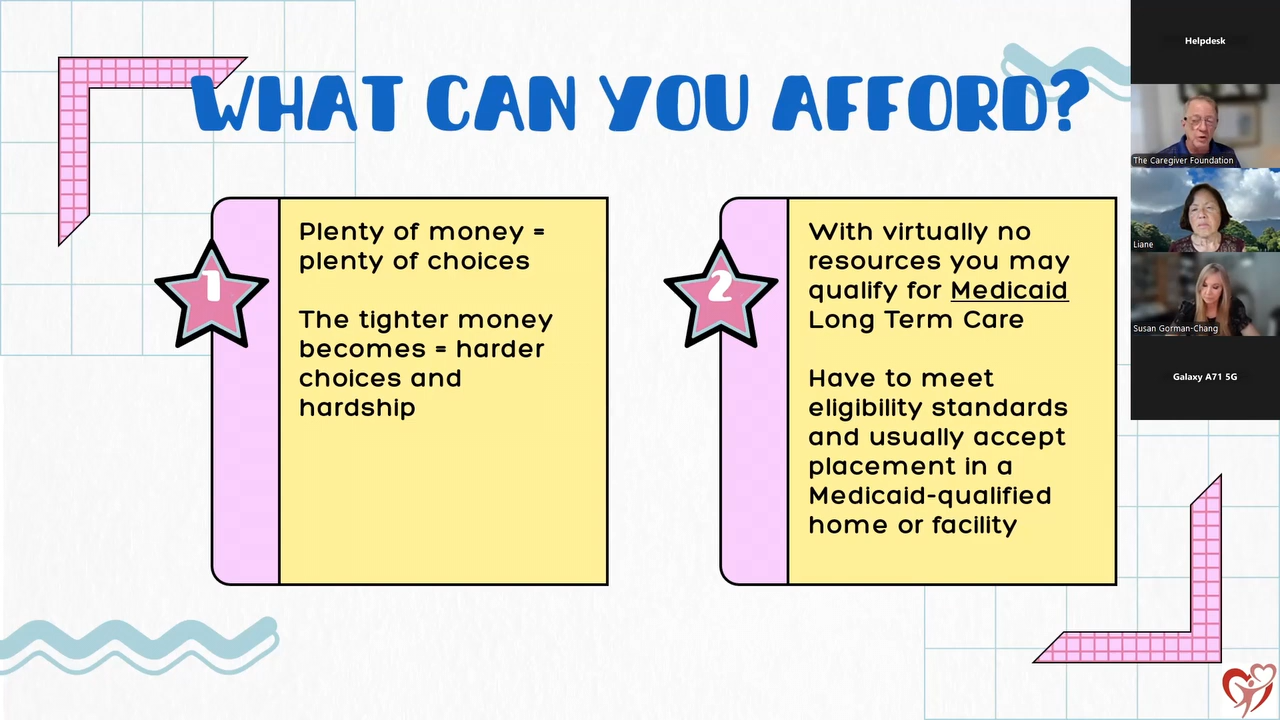 WHAT CAN YOU AFFORD?
1
Plenty of money =
plenty of choices
The tighter money
becomes = harder
choices and
hardship
2
With virtually no
resources you may
qualify for Medicaid
Long Term Care
Have to meet
eligibility standards
and usually accept
placement in a
Medicaid-qualified
home or facility
Helpdesk
The Caregiver Foundation
Liane
Susan Gorman-Chang
Galaxy A71 5G